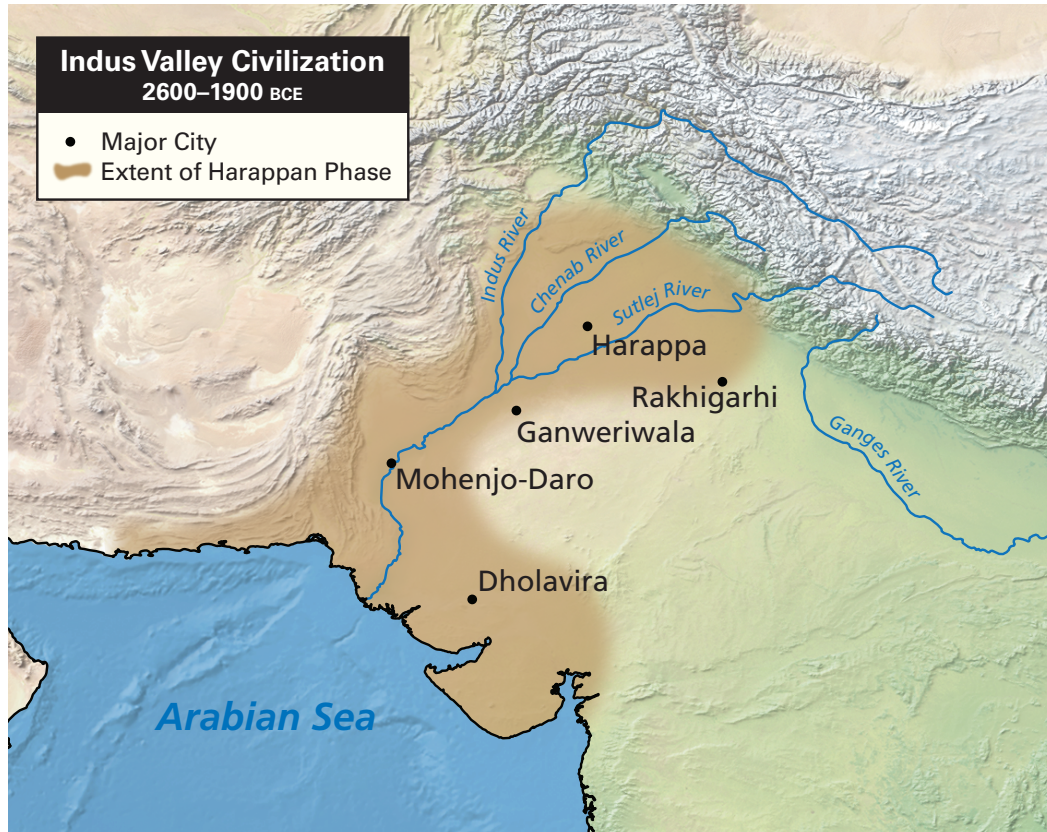 Indus Valley Civilization
2600–1900 BCE
Major City
Extent of Harappan Phase
Indus River
Chenab River
Sutlej River
Harappa
Rakhigarhi
Ganweriwala
Ganges River
Mohenjo-Daro
Dholavira
Arabian Sea